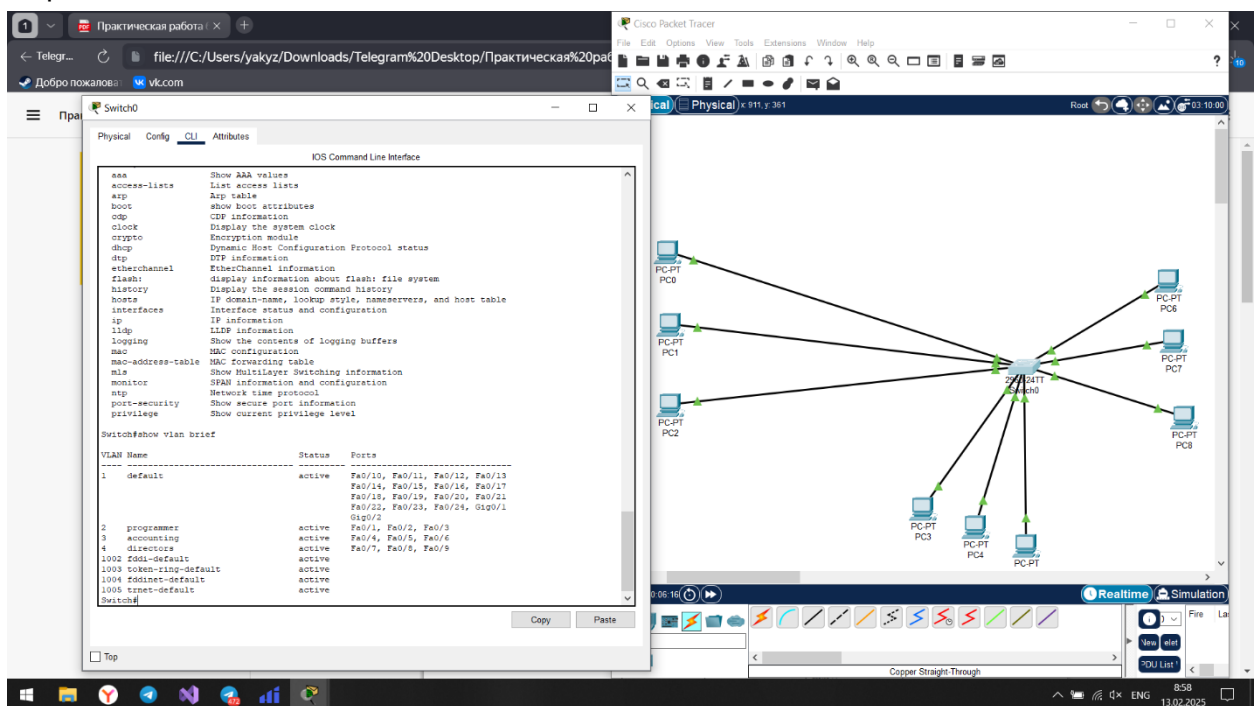 1
Практическая работа
Cisco Packet Tracer
← Telegr...
file:///C:/Users/yakyz/Downloads/Telegram%20Desktop/Практическая%20раб
File Edit Options View Tools Extensions Window Help
?
10
Добро пожалова
vk.com
Switch0
Physical
x: 911, y: 361
Root
03:10:00
Пра
Physical Config CLI Attributes
IOS Command Line Interface
aaa Show AAA values
access-lists List access lists
arp Arp table
boot show boot attributes
cdp CDP information
clock Display the system clock
crypto Encryption module
dhcp Dynamic Host Configuration Protocol status
dtp DTP information
etherchannel EtherChannel information
flash: display information about flash: file system
history Display the session command history
hosts IP domain-name, lookup style, nameservers, and host table
interfaces Interface status and configuration
ip IP information
lldp LLDP information
logging Show the contents of logging buffers
mac MAC configuration
mac-address-table MAC forwarding table
mls Show MultiLayer Switching information
monitor SPAN information and configuration
ntp Network time protocol
port-security Show secure port information
privilege Show current privilege level
Switch#show vlan brief
VLAN Name Status Ports
---- -------------------------------- --------- -------------------------------
1 default active Fa0/10, Fa0/11, Fa0/12, Fa0/13
Fa0/14, Fa0/15, Fa0/16, Fa0/17
Fa0/18, Fa0/19, Fa0/20, Fa0/21
Fa0/22, Fa0/23, Fa0/24, Gig0/1
Gig0/2
2 programmer active Fa0/1, Fa0/2, Fa0/3
3 accounting active Fa0/4, Fa0/5, Fa0/6
4 directors active Fa0/7, Fa0/8, Fa0/9
1002 fddi-default active
1003 token-ring-default active
1004 fddinet-default active
1005 trnet-default active
Switch#
Copy Paste
Top
PC-PT
PC0
PC-PT
PC1
PC-PT
PC2
PC-PT
PC6
PC-PT
PC7
PC-PT
PC8
Switch0
PC-PT
PC3
PC-PT
PC4
PC-PT
Realtime Simulation
Fire
New
PDU List
Copper Straight-Through
472
ENG
8:58
13.02.2025